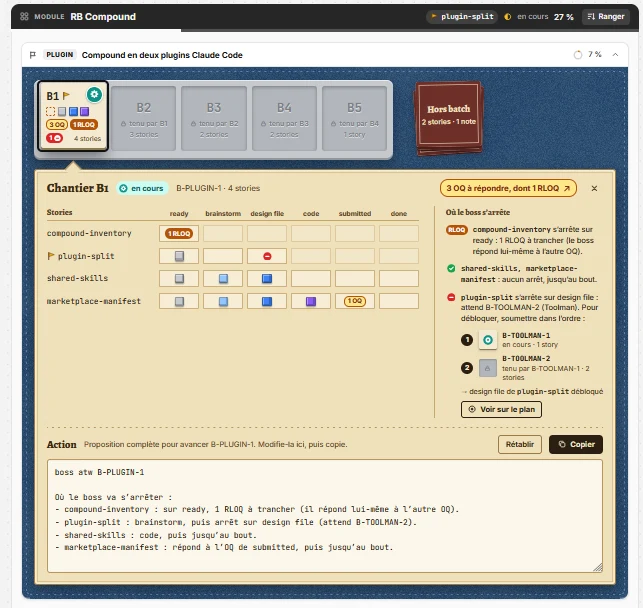 MODULE RB Compound plugin-split en cours 27 % Ranger
PLUGIN Compound en deux plugins Claude Code 7 %
B1
2 OQ 1 RLOQ
1 4 stories
B2
tenu par B1
3 stories
B3
tenu par B2
2 stories
B4
tenu par B3
2 stories
B5
tenu par B4
1 story
Hors batch
2 stories · 1 note
Chantier B1 en cours B-PLUGIN-1 · 4 stories 3 OQ à répondre, dont 1 RLOQ
Stories ready brainstorm design file code submitted done
compound-inventory 1 RLOQ
plugin-split
shared-skills
marketplace-manifest 1 OQ
Où le boss s'arrête
RLOQ compound-inventory s'arrête sur
ready : 1 RLOQ à trancher (le boss
répond lui-même à l'autre OQ).
shared-skills, marketplace-
manifest : aucun arrêt, jusqu'au bout.
plugin-split s'arrête sur design file :
attend B-TOOLMAN-2 (Toolman). Pour
débloquer, soumettre dans l'ordre :
1 B-TOOLMAN-1
en cours · 1 story
2 B-TOOLMAN-2
tenu par B-TOOLMAN-1 · 2
stories
→ design file de plugin-split débloqué
Voir sur le plan
Action Proposition complète pour avancer B-PLUGIN-1. Modifie-la ici, puis copie. Rétablir Copier
boss atw B-PLUGIN-1
Où le boss va s'arrêter :
- compound-inventory : sur ready, 1 RLOQ à trancher (il répond lui-même à l'autre OQ).
- plugin-split : brainstorm, puis arrêt sur design file (attend B-TOOLMAN-2).
- shared-skills : code, puis jusqu'au bout.
- marketplace-manifest : répond à l'OQ de submitted, puis jusqu'au bout.